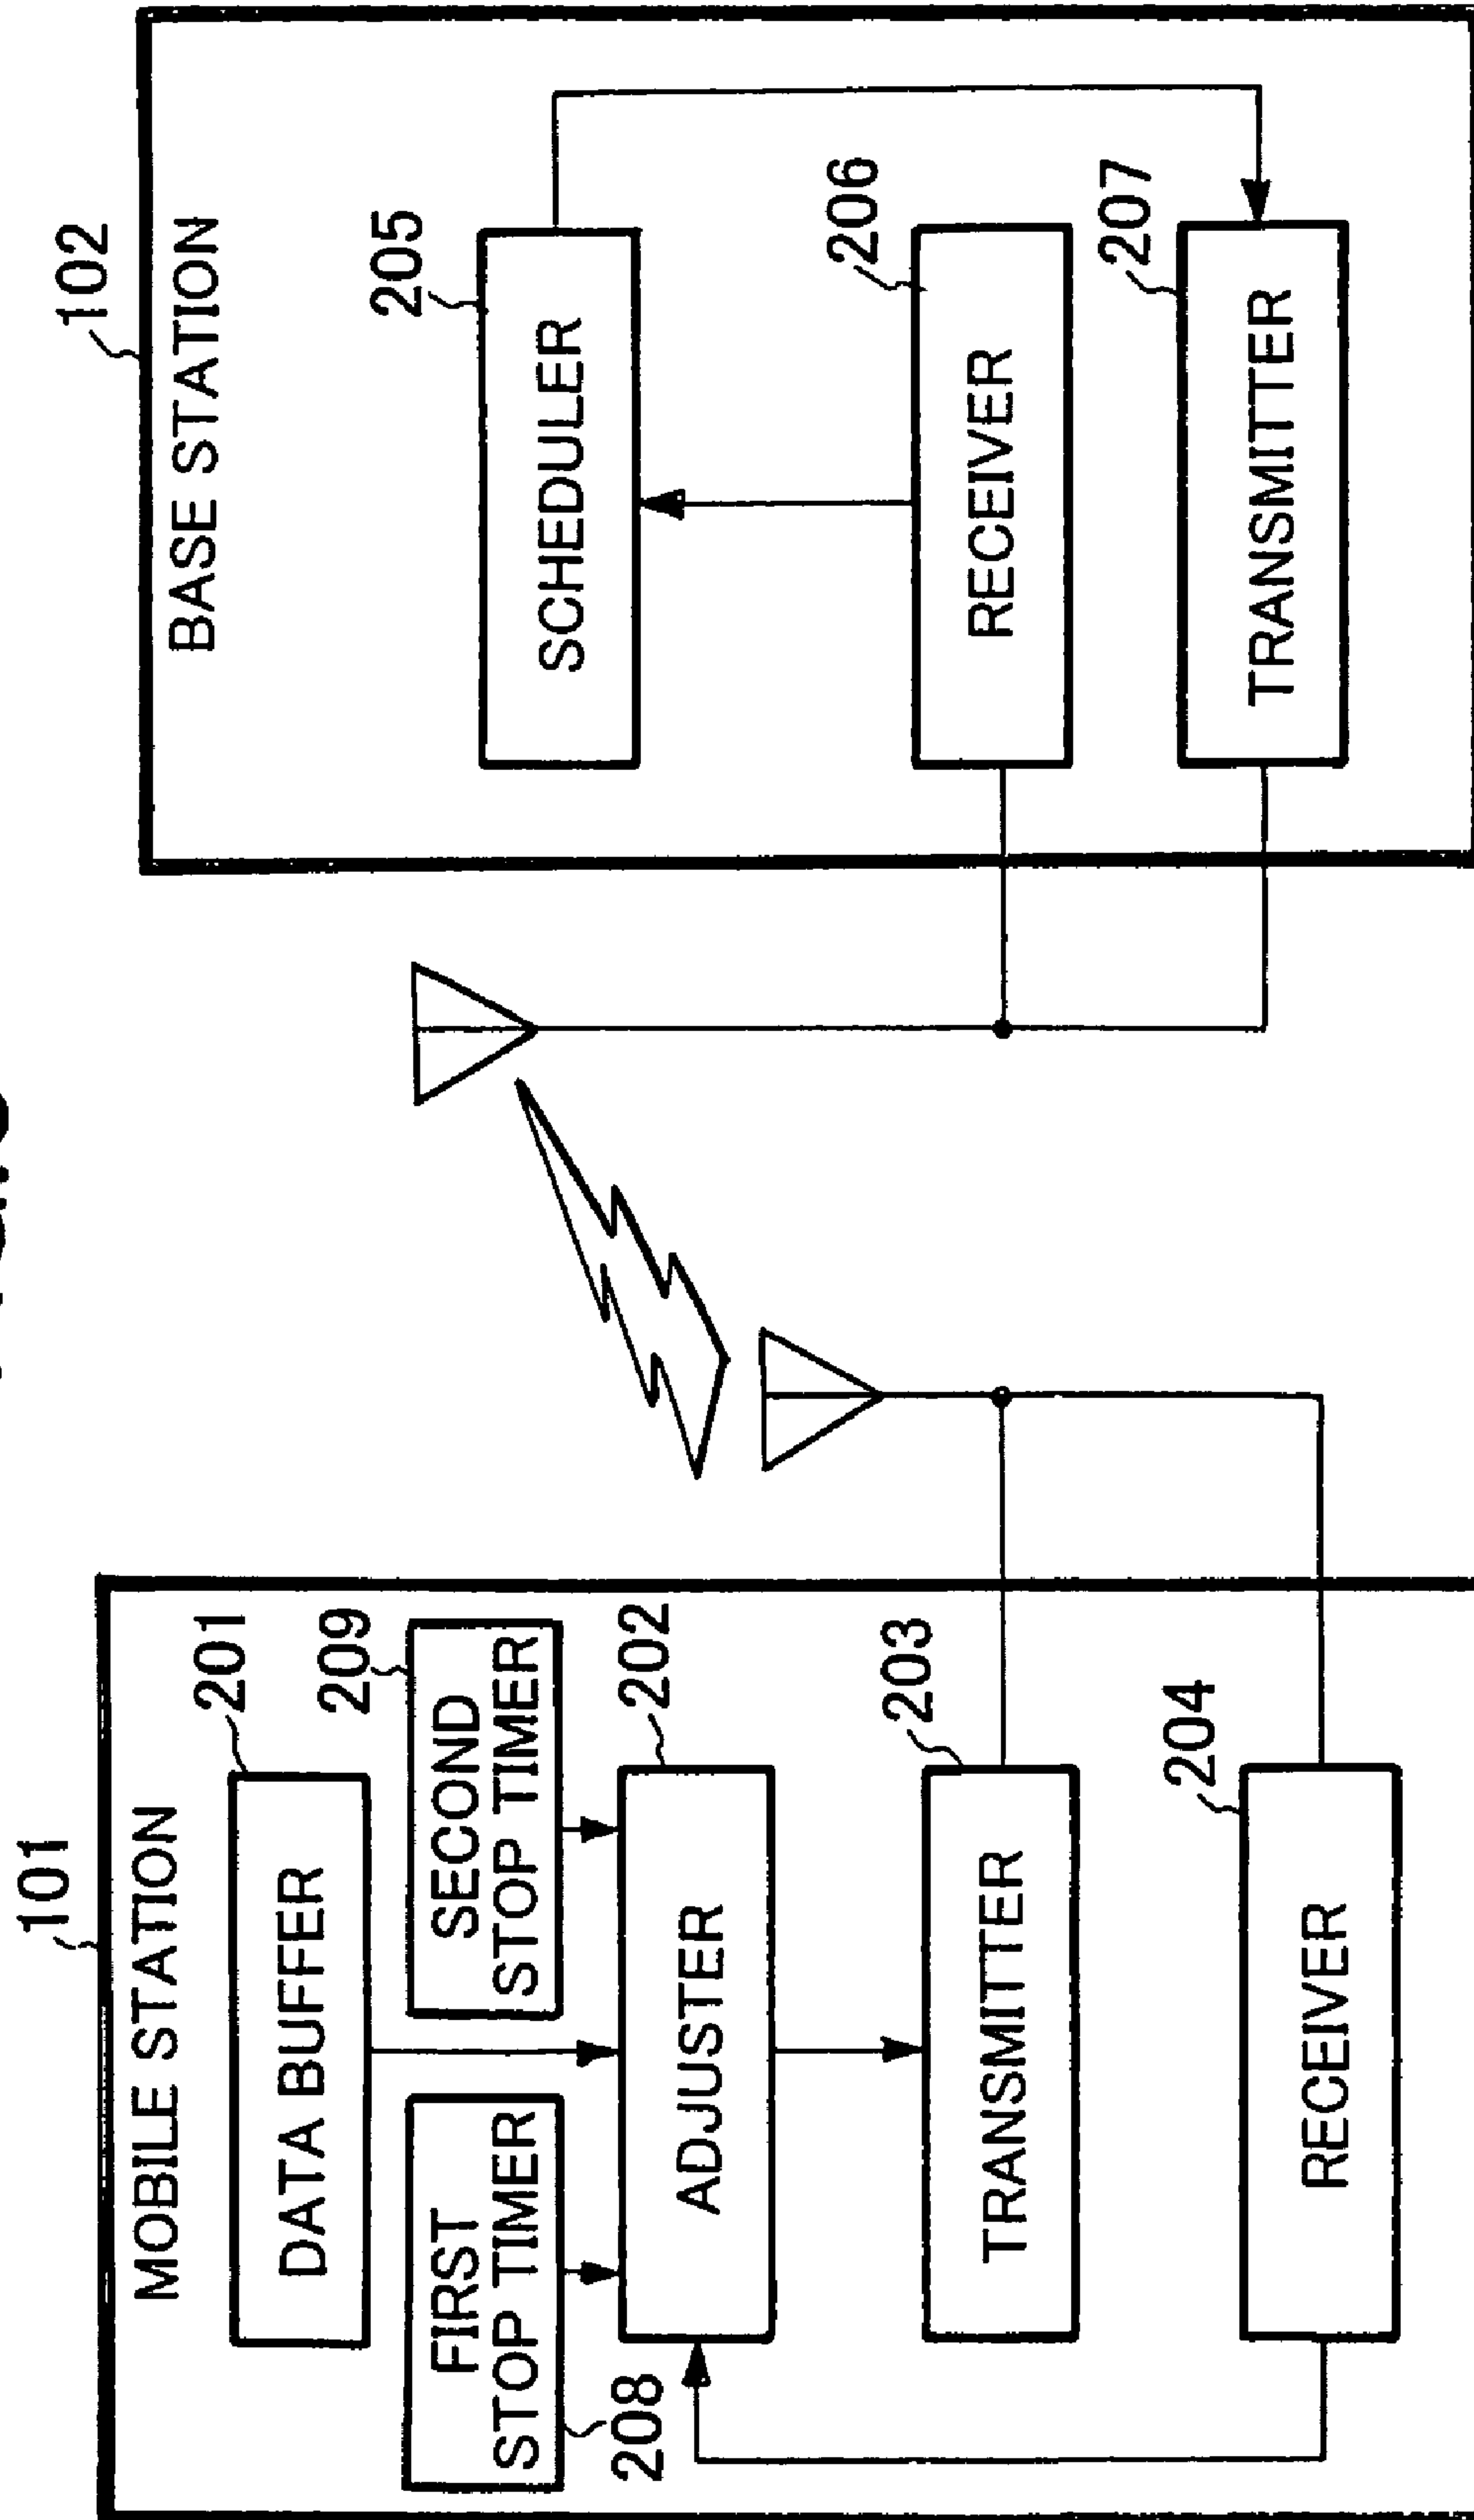 101
MOBILE STATION
201
DATA BUFFER
209
SECOND
STOP TIMER
FIRST
STOP TIMER
208
202
ADJUSTER
203
TRANSMITTER
204
RECEIVER
102
BASE STATION
205
SCHEDULER
206
RECEIVER
207
TRANSMITTER